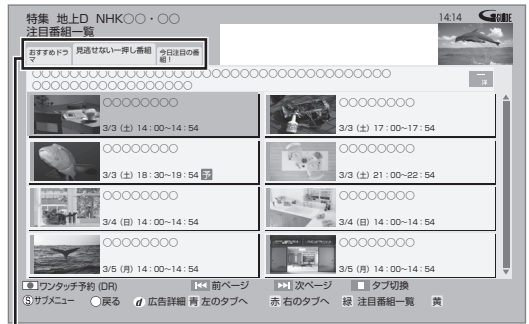 特集 地上D NHK○○・○○
14:14 G GUIDE
注目番組一覧
おすすめドラマ
見逃せない一押し番組
今日注目の番組!
○○○○○○○○○○○○○○○○○○○○○○○○○○○○○○○○○○
○○○○○○○○○○○○○○○
○○○○○○○○
3/3 (土) 14:00~14:54
○○○○○○○○
3/3 (土) 17:00~17:54
○○○○○○○○
3/3 (土) 18:30~19:54 予
○○○○○○○○
3/3 (土) 21:00~22:54
○○○○○○○○
3/4 (日) 14:00~14:54
○○○○○○○○
3/4 (日) 14:00~14:54
○○○○○○○○
3/5 (月) 14:00~14:54
○○○○○○○○
3/5 (月) 14:00~14:54
ワンタッチ予約 (DR) 前ページ 次ページ タブ切換
Ⓢサブメニュー 戻る d 広告詳細 青 左のタブへ 赤 右のタブへ 緑 注目番組一覧 黄